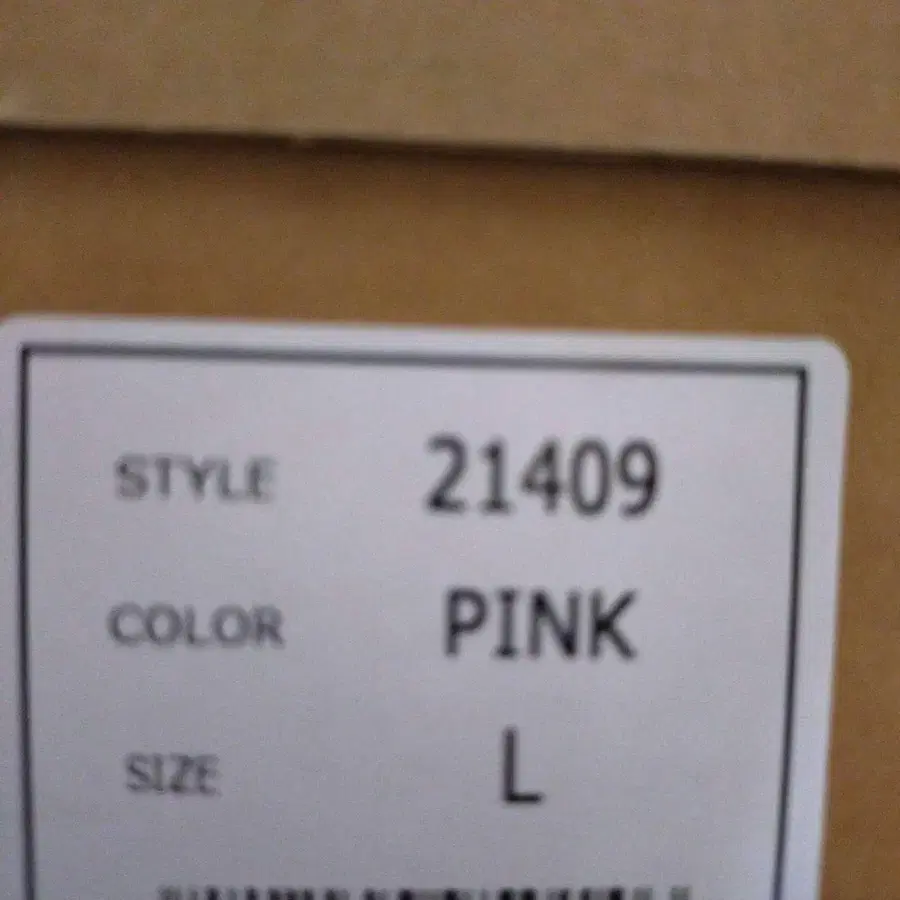 STYLE 21409
COLOR PINK
SIZE L